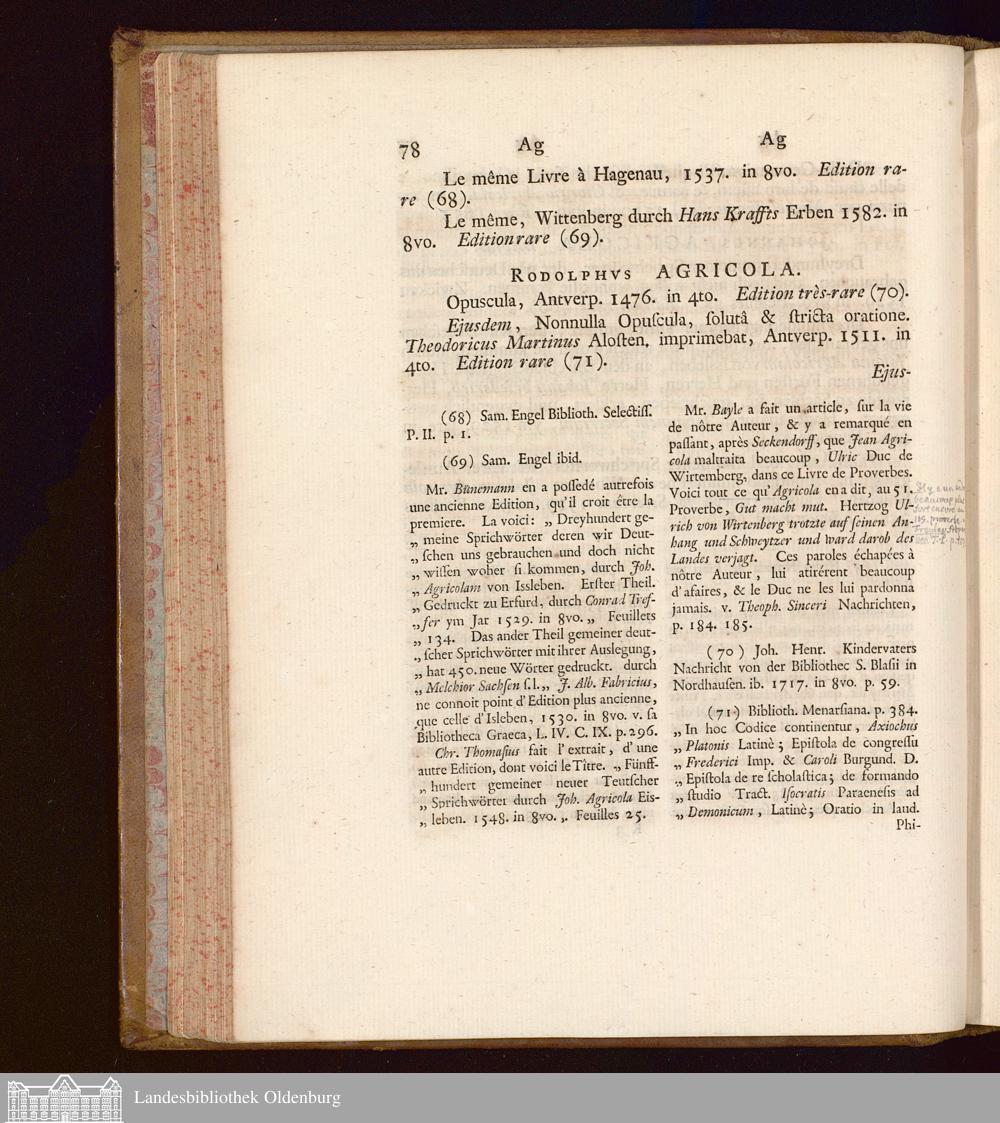 78 Ag Ag
Le même Livre à Hagenau, 1537. in 8vo. Edition ra-
re (68).
Le même, Wittenberg durch Hans Kraffts Erben 1582. in
8vo. Edition rare (69).
RODOLPHVS AGRICOLA.
Opuscula, Antverp. 1476. in 4to. Edition très-rare (70).
Ejusdem, Nonnulla Opuſcula, ſolutâ & ſtricta oratione.
Theodoricus Martinus Aloſten. imprimebat, Antverp. 1511. in
4to. Edition rare (71).
Ejus-
(68) Sam. Engel Biblioth. Selectiſſ.
P. II. p. 1.
(69) Sam. Engel ibid.
Mr. Bünemann en a poſſedé autrefois
une ancienne Edition, qu'il croit être la
premiere. La voici: „ Dreyhundert ge-
„ meine Sprichwörter deren wir Deut-
„ ſchen uns gebrauchen und doch nicht
„ wiſſen woher ſi kommen, durch Joh.
„ Agricolam von Issleben. Erſter Theil.
„ Gedruckt zu Erfurd, durch Conrad Tref-
„ fer ym Jar 1529. in 8vo. „ Feuillets
„ 134. Das ander Theil gemeiner deut-
„ ſcher Sprichwörter mit ihrer Auslegung,
„ hat 450. neue Wörter gedruckt. durch
„ Melchior Sachſen ſ. l. „ J. Alb. Fabricius,
ne connoit point d'Edition plus ancienne,
que celle d'Isleben, 1530. in 8vo. v. ſa
Bibliotheca Graeca, L. IV. C. IX. p. 296.
Chr. Thomaſius fait l'extrait, d'une
autre Edition, dont voici le Tître. „ Fünff-
„ hundert gemeiner neuer Teutſcher
„ Sprichwörter durch Joh. Agricola Eis-
„ leben. 1548. in 8vo. „ Feuilles 25.
Mr. Bayle a fait un article, ſur la vie
de nôtre Auteur, & y a remarqué en
paſſant, après Seckendorff, que Jean Agri-
cola maltraita beaucoup, Ulric Duc de
Wirtemberg, dans ce Livre de Proverbes.
Voici tout ce qu'Agricola en a dit, au 51.
Proverbe, Gut macht mut. Hertzog Ul-
rich von Wirtenberg trotzte auf ſeinen An-
hang und Schweytzer und ward darob des
Landes verjagt. Ces paroles échapées à
nôtre Auteur, lui atirérent beaucoup
d'afaires, & le Duc ne les lui pardonna
jamais. v. Theoph. Sinceri Nachrichten,
p. 184. 185.
(70) Joh. Henr. Kindervaters
Nachricht von der Bibliothec S. Blaſii in
Nordhauſen. ib. 1717. in 8vo. p. 59.
(71) Biblioth. Menarſiana. p. 384.
„ In hoc Codice continentur, Axiochus
„ Platonis Latinè; Epiſtola de congreſſu
„ Frederici Imp. & Caroli Burgund. D.
„ Epiſtola de re ſcholaſtica; de formando
„ ſtudio Tract. Iſocratis Paraeneſis ad
„ Demonicum, Latinè; Oratio in laud.
Phi-
Landesbibliothek Oldenburg